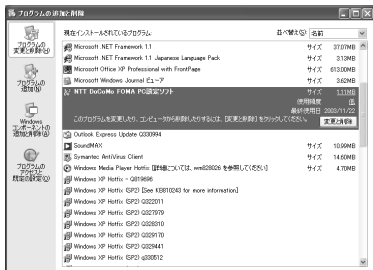 プログラムの追加と削除
現在インストールされているプログラム:
並べ替え(S): 名前
プログラムの変更と削除(H)
プログラムの追加(N)
Windows コンポーネントの追加と削除(A)
プログラムのアクセスと既定の設定(O)
Microsoft .NET Framework 1.1 サイズ 37.07MB
Microsoft .NET Framework 1.1 Japanese Language Pack サイズ 3.13MB
Microsoft Office XP Professional with FrontPage サイズ 613.00MB
Microsoft Windows Journal ビューア サイズ 3.62MB
NTT DoCoMo FOMA PC設定ソフト サイズ 1.11MB
使用頻度 低
最終使用日 2003/11/22
このプログラムを変更したり、コンピュータから削除したりするには、[変更と削除] をクリックしてください。 変更と削除
Outlook Express Update Q330994
SoundMAX サイズ 10.99MB
Symantec AntiVirus Client サイズ 14.60MB
Windows Media Player Hotfix [詳細については、wm828026 を参照してください] サイズ 4.70MB
Windows XP Hotfix - Q819696
Windows XP Hotfix (SP2) [See KB810243 for more information]
Windows XP Hotfix (SP2) Q322011
Windows XP Hotfix (SP2) Q327979
Windows XP Hotfix (SP2) Q328310
Windows XP Hotfix (SP2) Q329170
Windows XP Hotfix (SP2) Q329441
Windows XP Hotfix (SP2) q330512